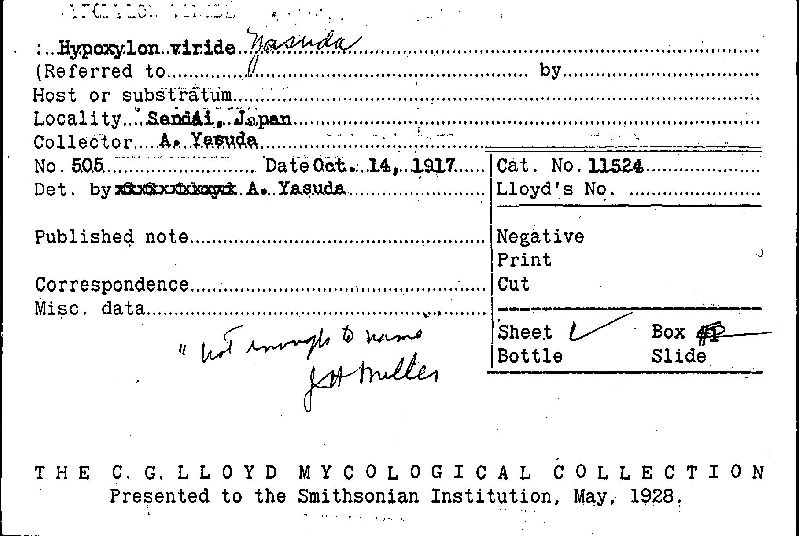 Hypoxylon viride Yasuda
(Referred to by
Host or substratum
Locality SendAi, Japan
Collector A. Yasuda
No. 505 Date Oct. 14, 1917 Cat. No. 11524
Det. by A. Yasuda Lloyd's No.
Published note Negative
Print
Correspondence Cut
Misc. data
Sheet Box #1
Bottle Slide
" not enough to name
J H Miller
THE C. G. LLOYD MYCOLOGICAL COLLECTION
Presented to the Smithsonian Institution, May, 1928.